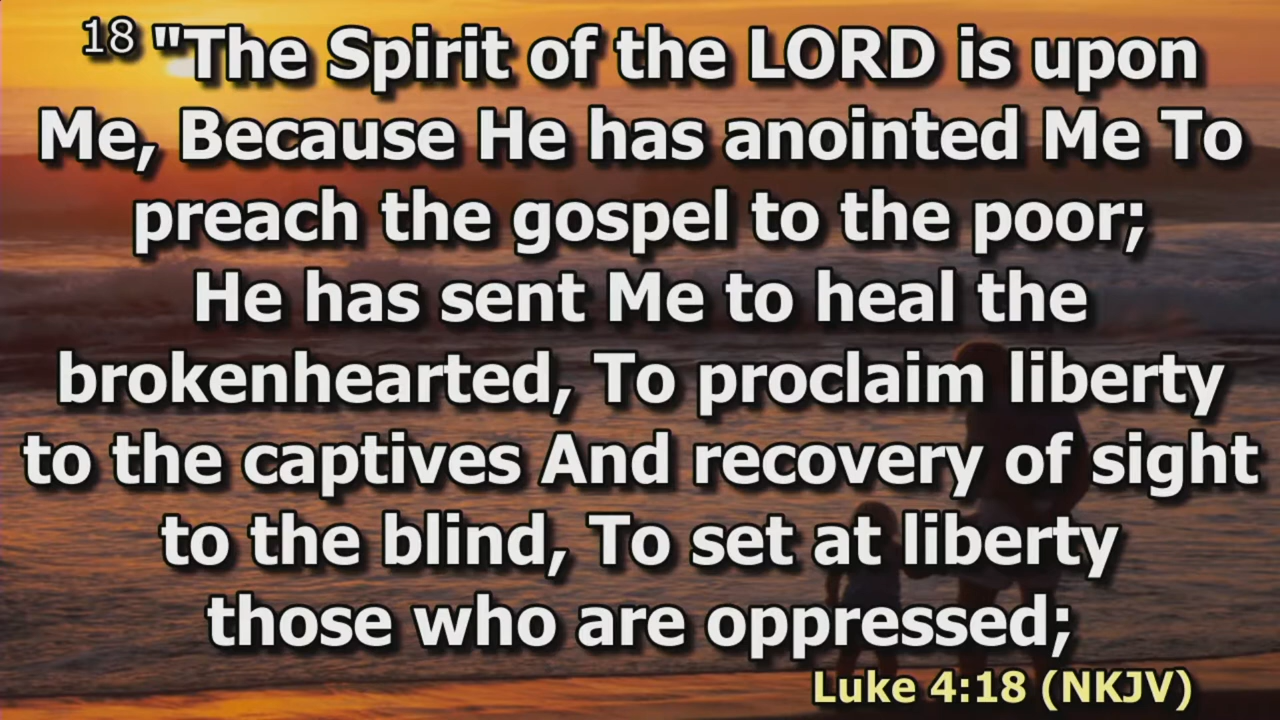 18 "The Spirit of the LORD is upon
Me, Because He has anointed Me To
preach the gospel to the poor;
He has sent Me to heal the
brokenhearted, To proclaim liberty
to the captives And recovery of sight
to the blind, To set at liberty
those who are oppressed;
Luke 4:18 (NKJV)